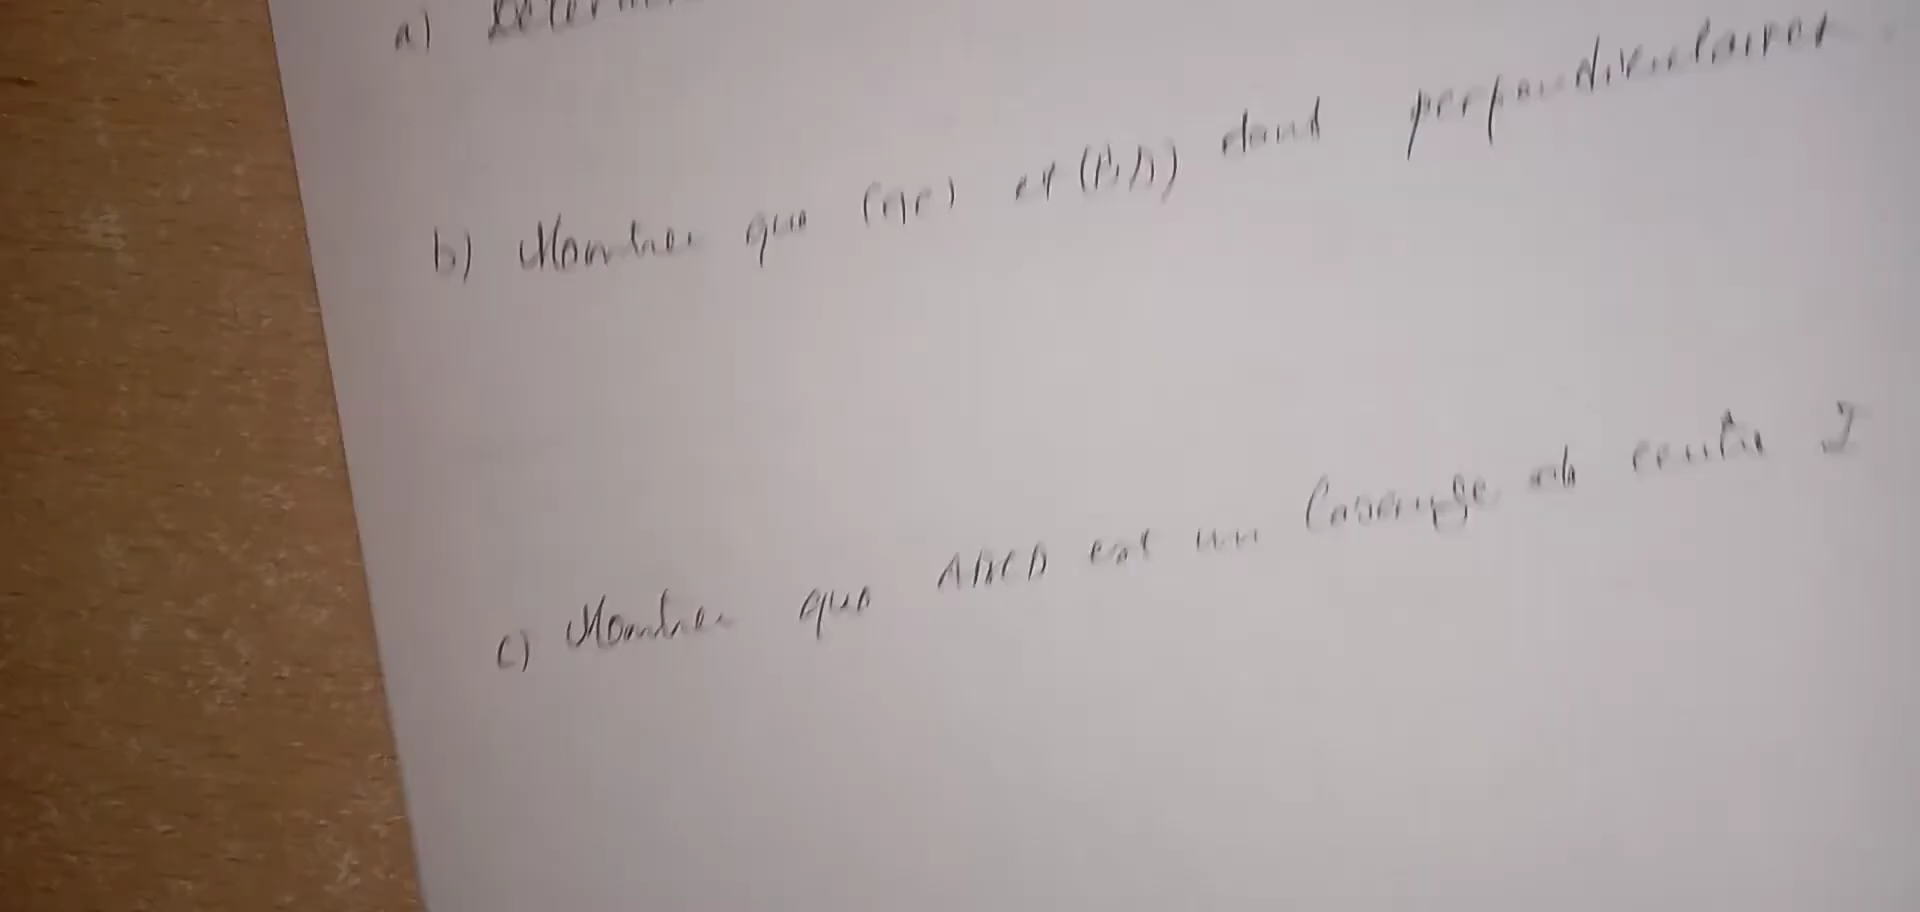 a)
b) Montrer que (AC) et (BD) sont perpendiculaires.
c) Montrer que ABCD est un losange de centre I